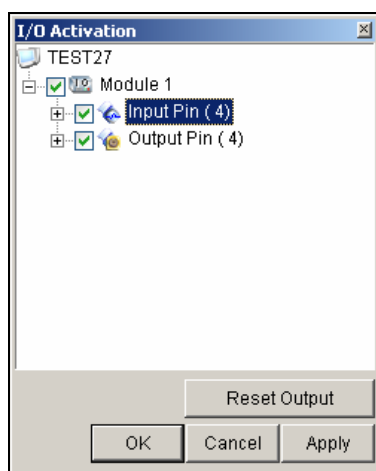 I/O Activation
TEST27
Module 1
Input Pin ( 4)
Output Pin ( 4)
Reset Output
OK Cancel Apply